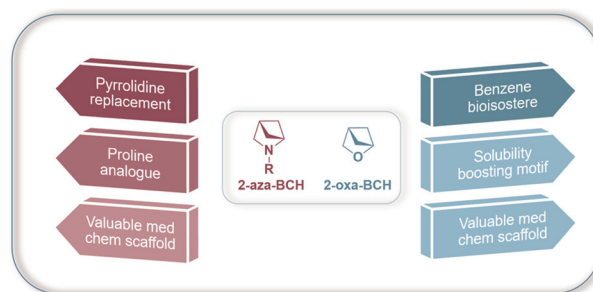 Pyrrolidine
replacement
Proline
analogue
Valuable med
chem scaffold
N
R
2-aza-BCH
O
2-oxa-BCH
Benzene
bioisostere
Solubility
boosting motif
Valuable med
chem scaffold